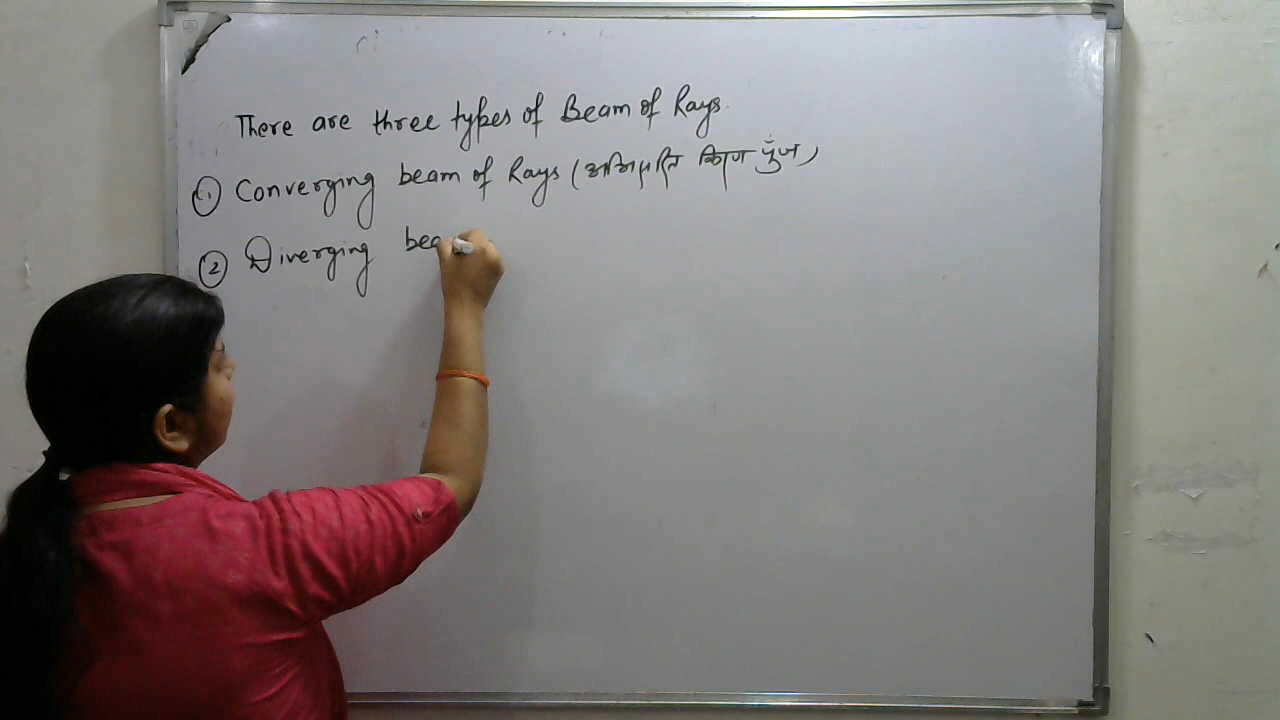 There are three types of Beam of Rays.
(1) Converging beam of Rays (अभिसारित किरण पुँज)
(2) Diverging bea